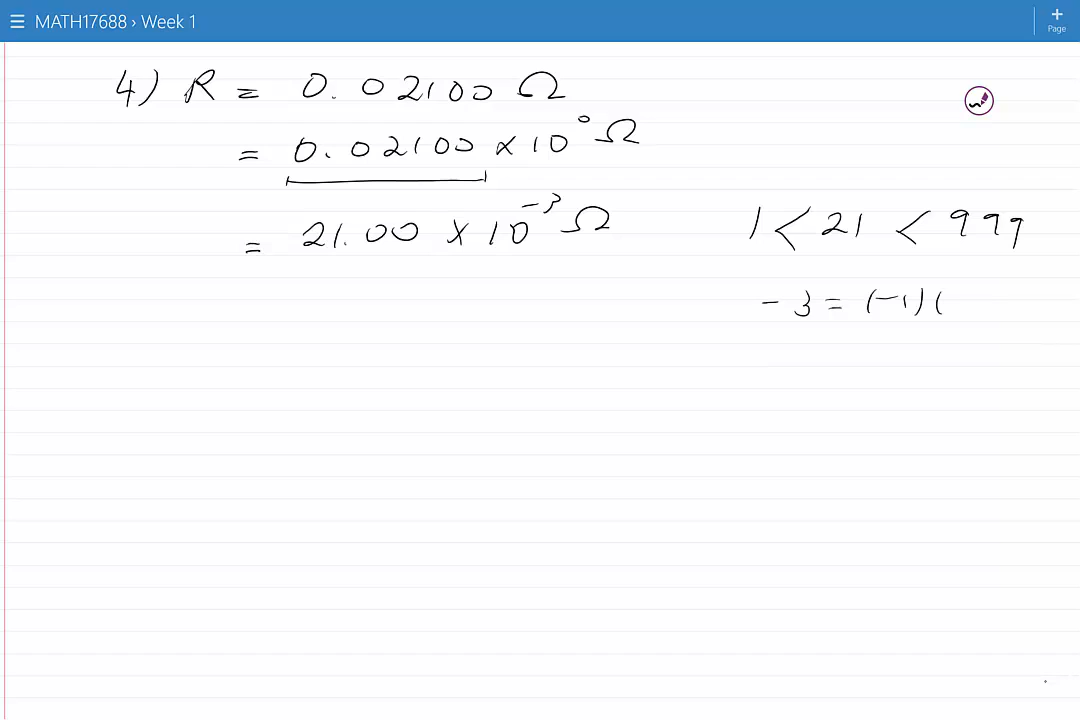 MATH17688 › Week 1
Page
4) R = 0.02100 Ω
= 0.02100 × 10⁰ Ω
= 21.00 × 10⁻³ Ω
1 < 21 < 999
-3 = (-1)(